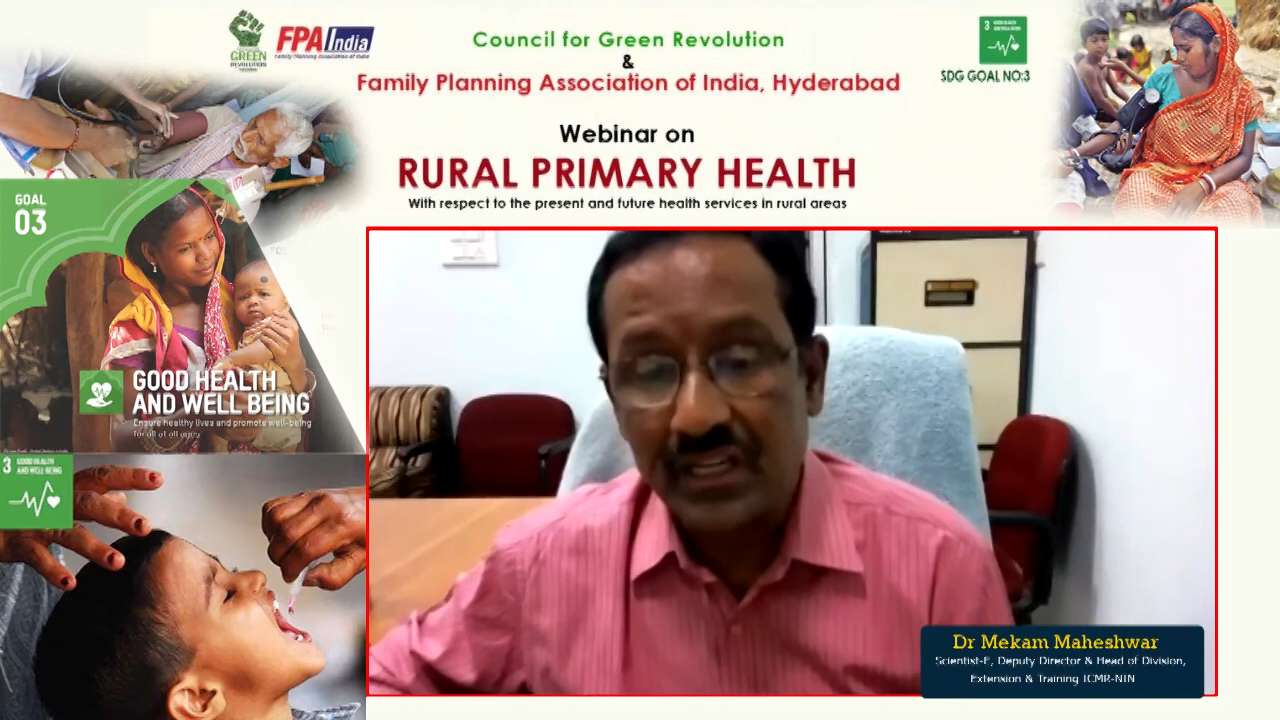 GREEN
REVOLUTION
FPA India
Family Planning Association of India
Council for Green Revolution
&
Family Planning Association of India, Hyderabad
3 GOOD HEALTH
AND WELL-BEING
SDG GOAL NO:3
Webinar on
RURAL PRIMARY HEALTH
With respect to the present and future health services in rural areas
GOAL
03
GOOD HEALTH
AND WELL BEING
Ensure healthy lives and promote well-being
for all at all ages
3 GOOD HEALTH
AND WELL-BEING
Dr Mekam Maheshwar
Deputy Director & Head of Division,
Extension & Training ICMR-NIN